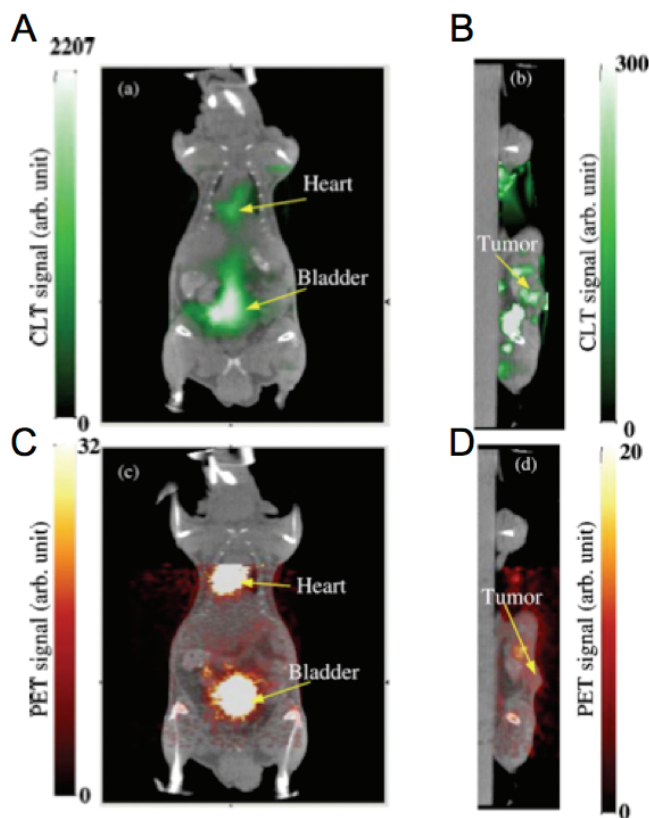 A
2207
CLT signal (arb. unit)
0
(a)
Heart
Bladder
B
300
CLT signal (arb. unit)
0
(b)
Tumor
C
32
PET signal (arb. unit)
0
(c)
Heart
Bladder
D
20
PET signal (arb. unit)
0
(d)
Tumor